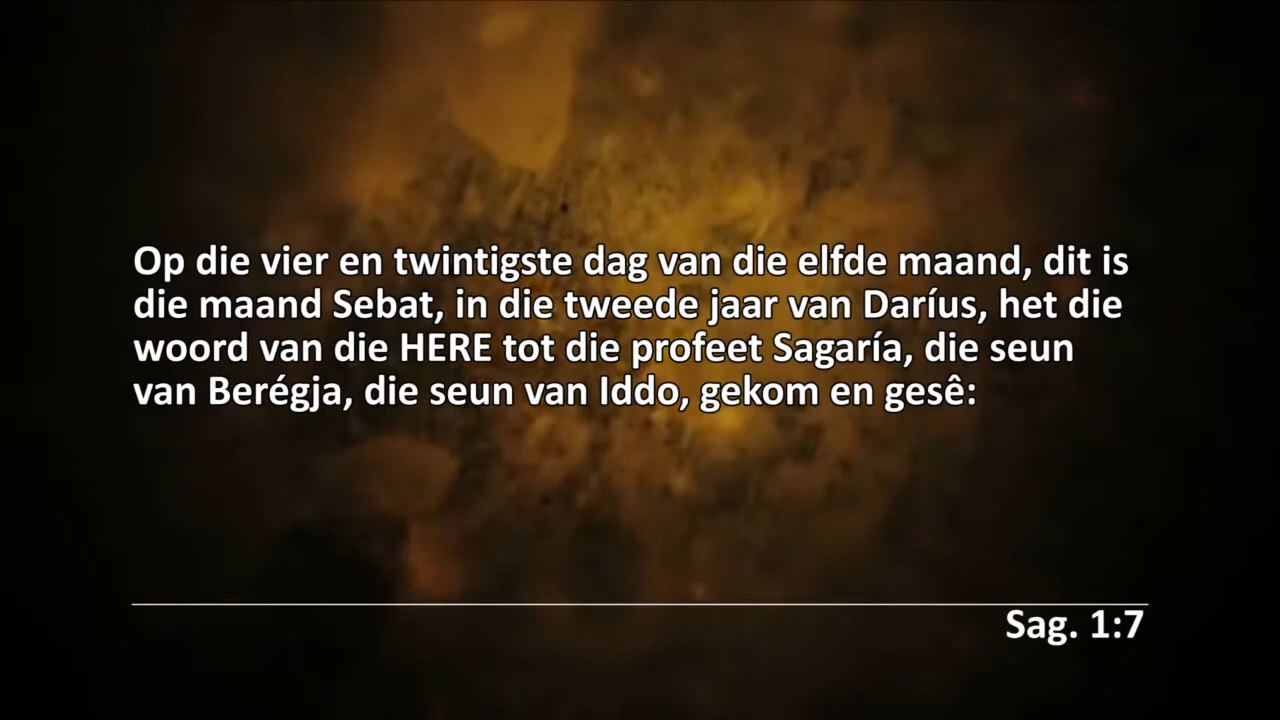 Op die vier en twintigste dag van die elfde maand, dit is
die maand Sebat, in die tweede jaar van Daríus, het die
woord van die HERE tot die profeet Sagaría, die seun
van Berégja, die seun van Iddo, gekom en gesê:
Sag. 1:7